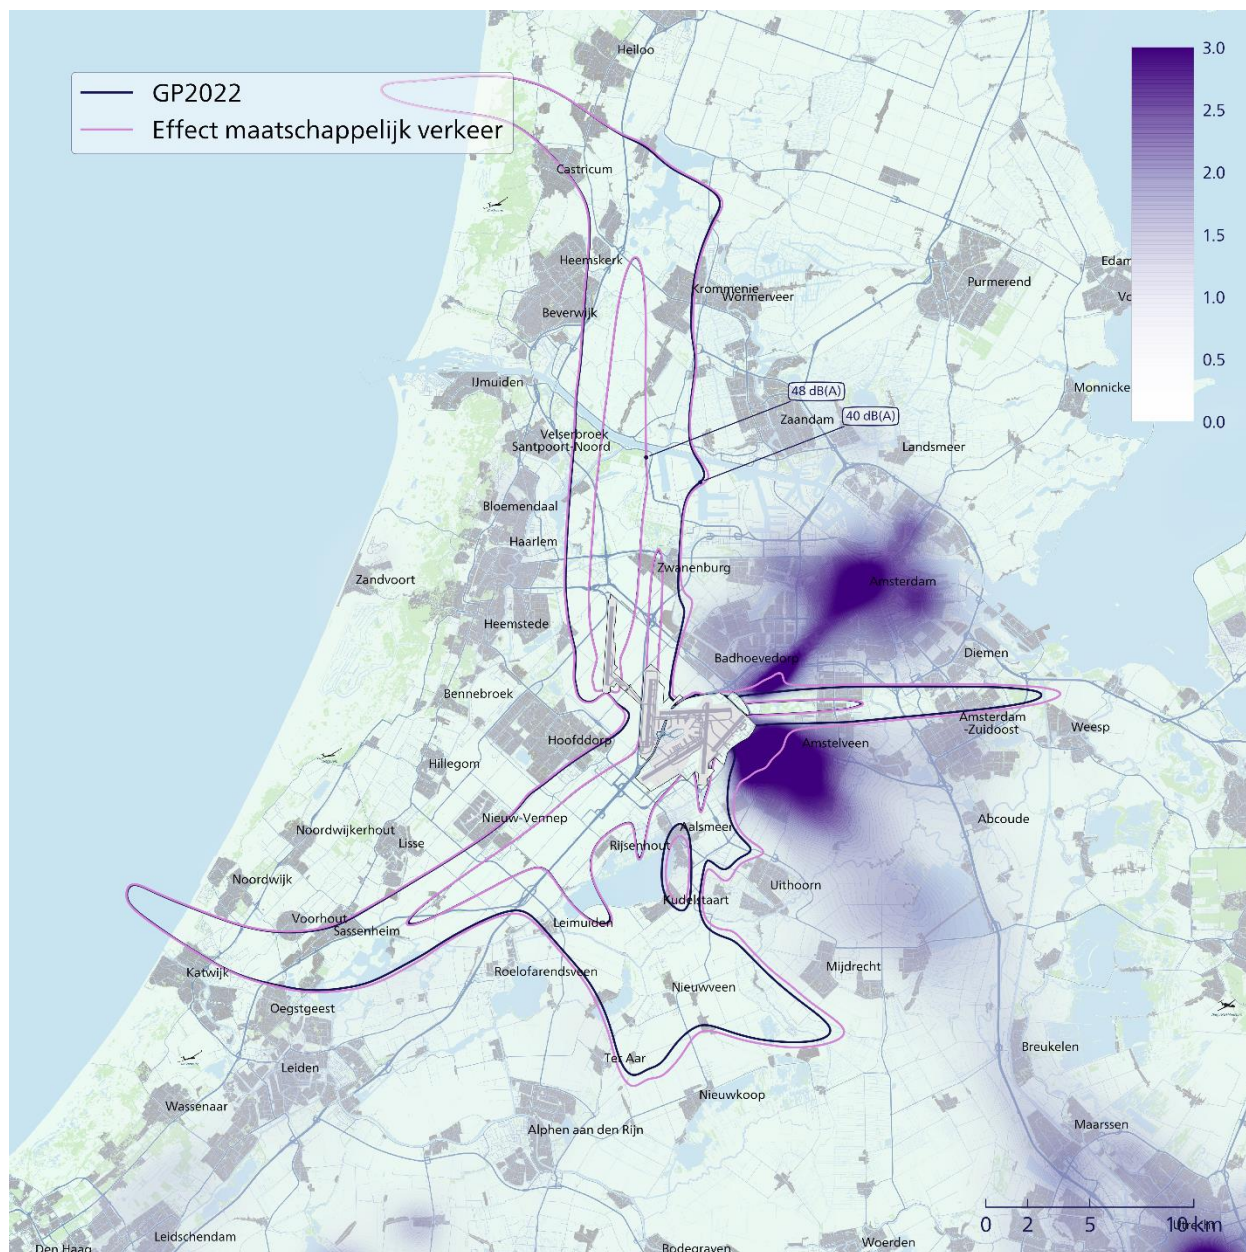 Heiloo
3.0
GP2022
2.5
Effect maatschappelijk verkeer
Castricum
2.0
1.5
Heemskerk
Edam
Purmerend
Krommenie
Wormerveer
Vo
1.0
Beverwijk
0.5
IJmuiden
48 dB(A)
Monnicke
Zaandam
40 dB(A)
0.0
Velserbroek
Santpoort-Noord
Landsmeer
Bloemendaal
Haarlem
Zwanenburg
Zandvoort
Amsterdam
Heemstede
Badhoevedorp
Diemen
Bennebroek
Amsterdam
-Zuidoost
Weesp
Hoofddorp
Amstelveen
Hillegom
Nieuw-Vennep
Abcoude
Noordwijkerhout
Aalsmeer
Lisse
Rijsenhout
Noordwijk
Uithoorn
Kudelstaart
Voorhout
Sassenheim
Leimuiden
Katwijk
Roelofarendsveen
Mijdrecht
Nieuwveen
Oegstgeest
Breukelen
Ter Aar
Leiden
Nieuwkoop
Wassenaar
Maarssen
Alphen aan den Rijn
0 2 5 10 km
Utrecht
Leidschendam
Woerden
Den Haag
Bodegraven